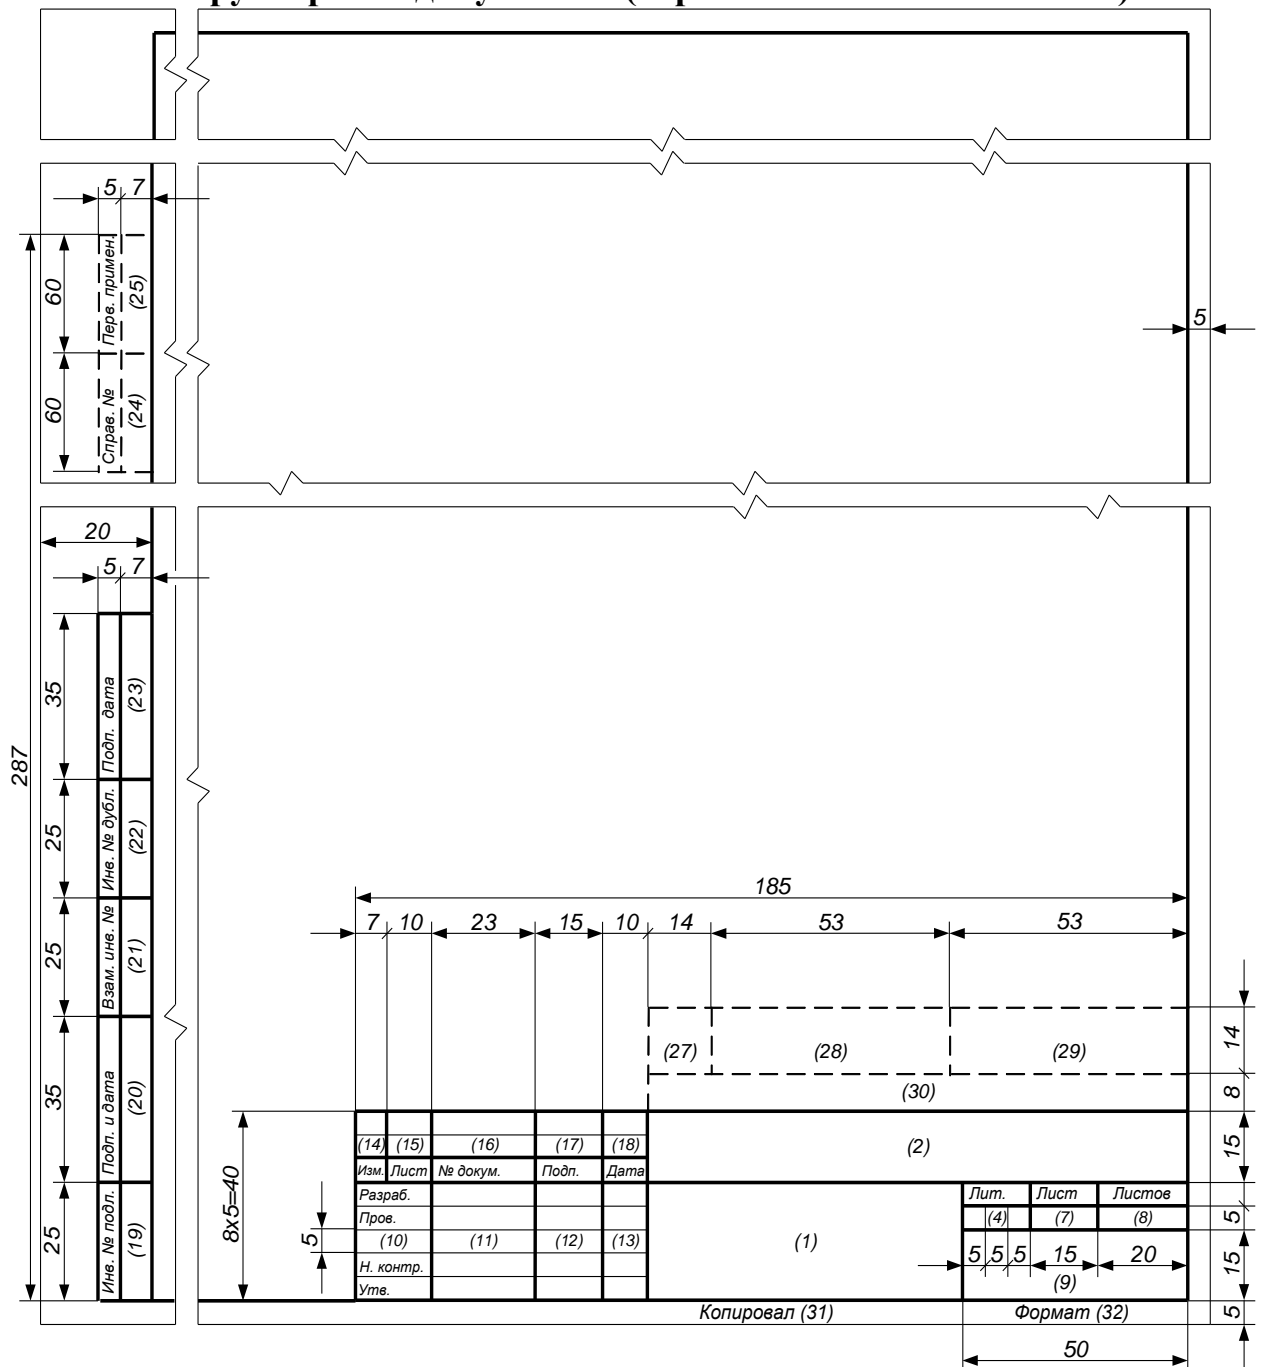 5 7
60
Перв. примен.
(25)
5
60
Справ. №
(24)
20
5 7
287
35
Подп. дата
(23)
25
Инв. № дубл.
(22)
25
Взам. инв. №
(21)
35
Подп. и дата
(20)
25
Инв. № подл.
(19)
185
7 10 23 15 10 14 53 53
14
(27) (28) (29)
(30)
8
8x5=40
(14) (15) (16) (17) (18)
(2)
15
Изм. Лист № докум. Подп. Дата
Разраб.
Лит. Лист Листов
Пров.
(4) (7) (8)
5
5
(10) (11) (12) (13)
(1)
5 5 5 15 20
15
Н. контр.
(9)
Утв.
Копировал (31) Формат (32)
5
50